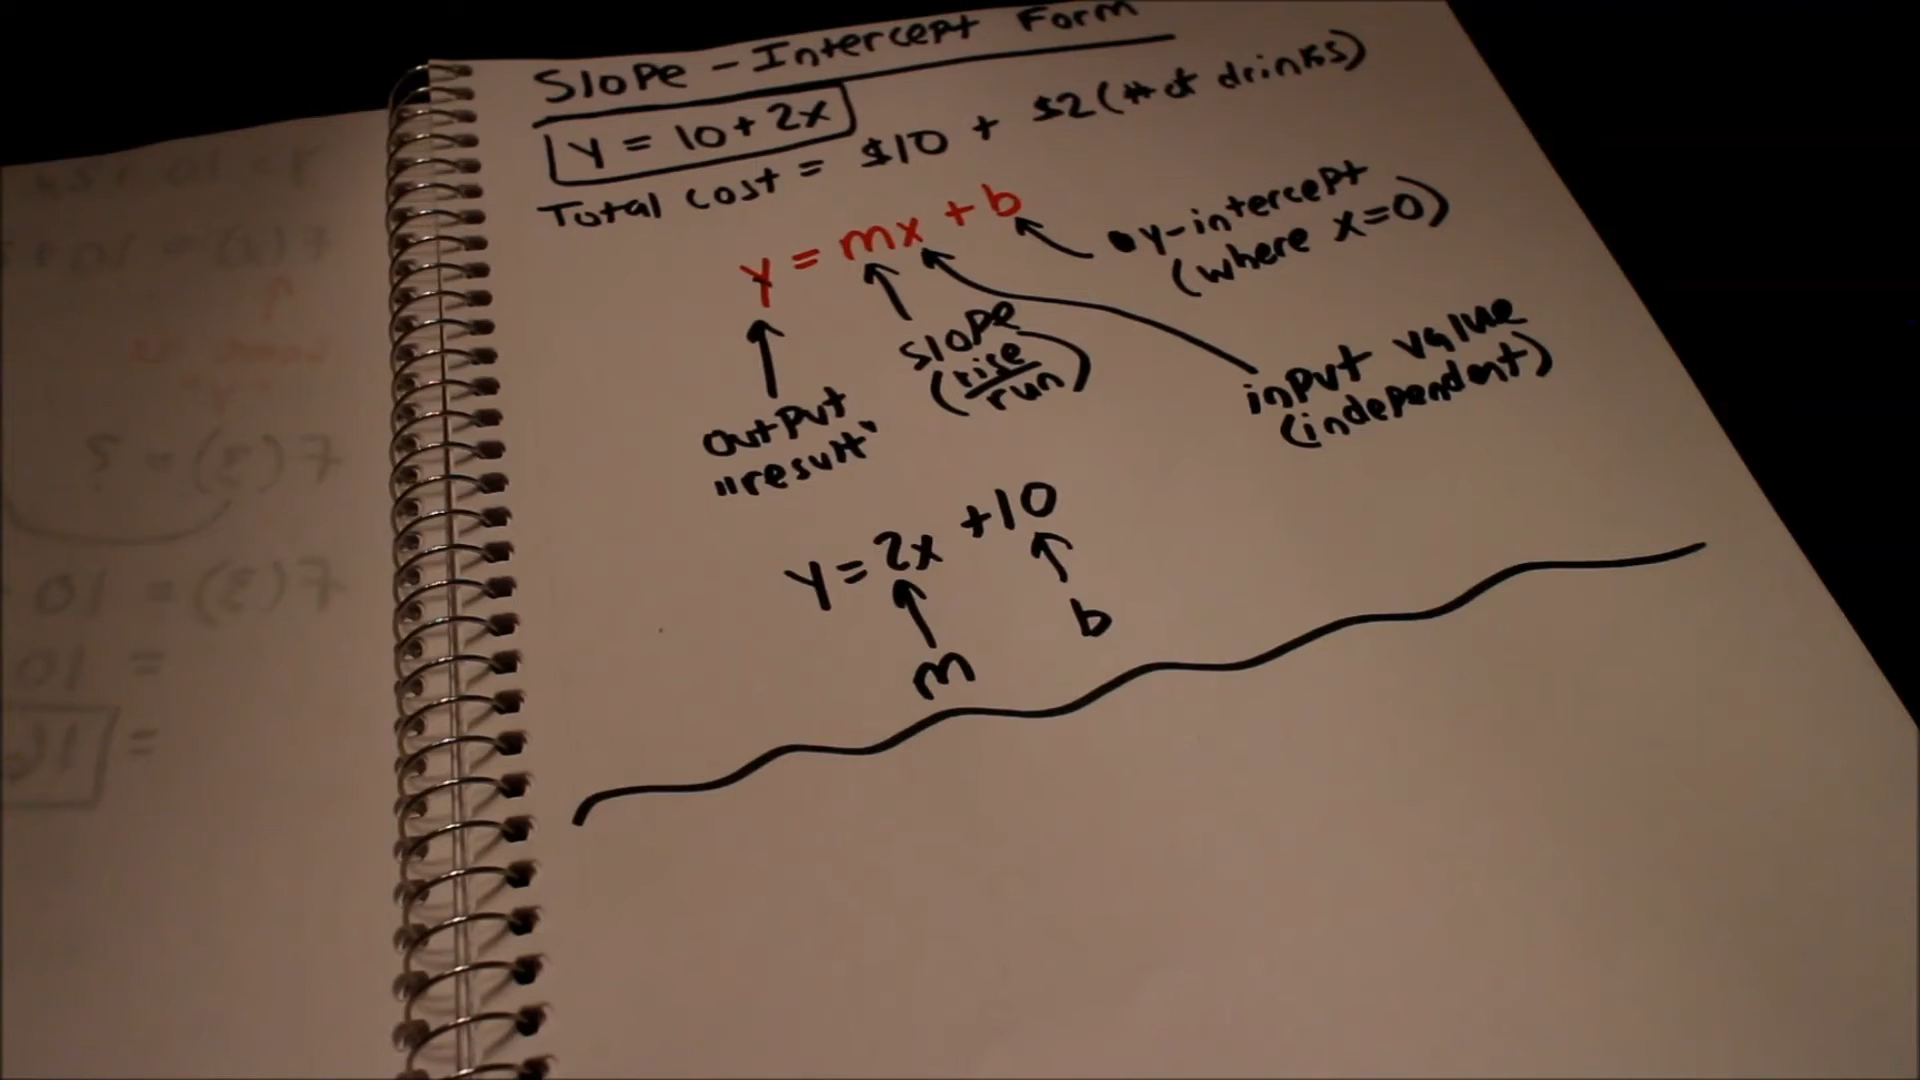 Slope-Intercept Form
y = 10 + 2x
Total cost = $10 + $2(# of drinks)
y = mx + b
y-intercept
(where x=0)
slope
(rise/run)
input value
(independent)
output
"result"
y = 2x + 10
m
b